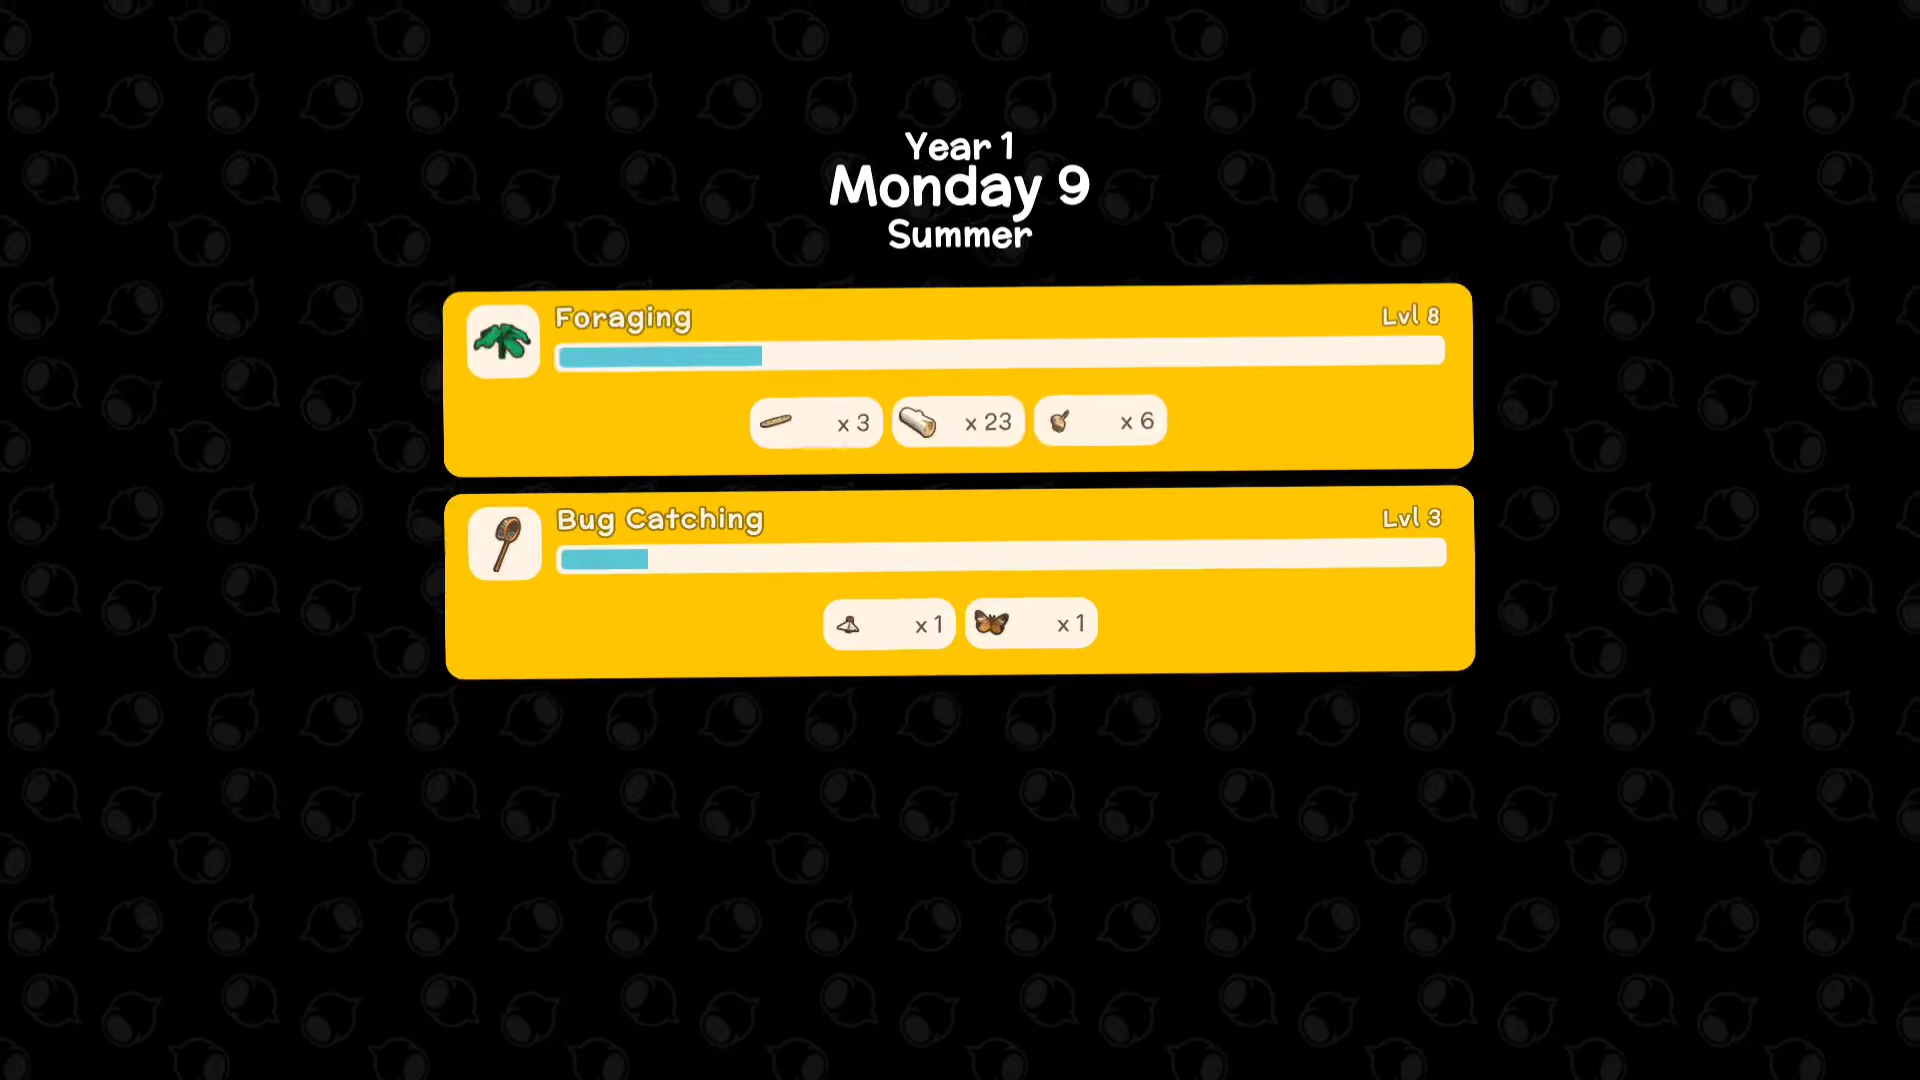 Year 1
Monday 9
Summer
Foraging
Lvl 8
x 3
x 23
x 6
Bug Catching
Lvl 3
x 1
x 1